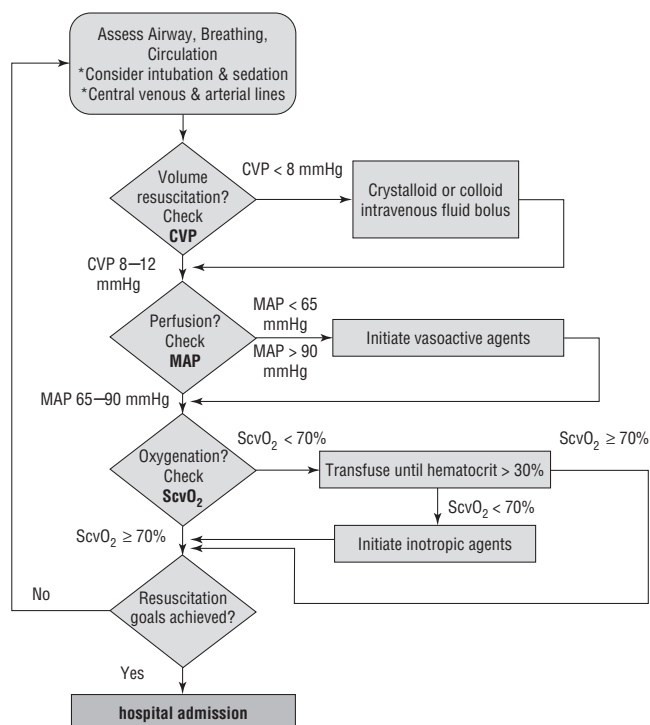 Assess Airway, Breathing,
Circulation
*Consider intubation & sedation
*Central venous & arterial lines
Volume
resuscitation?
Check
CVP
CVP < 8 mmHg
Crystalloid or colloid
intravenous fluid bolus
CVP 8–12
mmHg
Perfusion?
Check
MAP
MAP < 65
mmHg
MAP > 90
mmHg
Initiate vasoactive agents
MAP 65–90 mmHg
Oxygenation?
Check
ScvO₂
ScvO₂ < 70%
Transfuse until hematocrit > 30%
ScvO₂ ≥ 70%
ScvO₂ < 70%
Initiate inotropic agents
ScvO₂ ≥ 70%
Resuscitation
goals achieved?
No
Yes
hospital admission